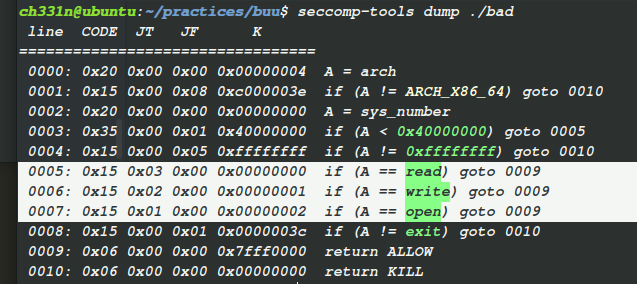 ch331n@ubuntu:~/practices/buu$ seccomp-tools dump ./bad
line CODE JT JF K
=================================
0000: 0x20 0x00 0x00 0x00000004 A = arch
0001: 0x15 0x00 0x08 0xc000003e if (A != ARCH_X86_64) goto 0010
0002: 0x20 0x00 0x00 0x00000000 A = sys_number
0003: 0x35 0x00 0x01 0x40000000 if (A < 0x40000000) goto 0005
0004: 0x15 0x00 0x05 0xffffffff if (A != 0xffffffff) goto 0010
0005: 0x15 0x03 0x00 0x00000000 if (A == read) goto 0009
0006: 0x15 0x02 0x00 0x00000001 if (A == write) goto 0009
0007: 0x15 0x01 0x00 0x00000002 if (A == open) goto 0009
0008: 0x15 0x00 0x01 0x0000003c if (A != exit) goto 0010
0009: 0x06 0x00 0x00 0x7fff0000 return ALLOW
0010: 0x06 0x00 0x00 0x00000000 return KILL